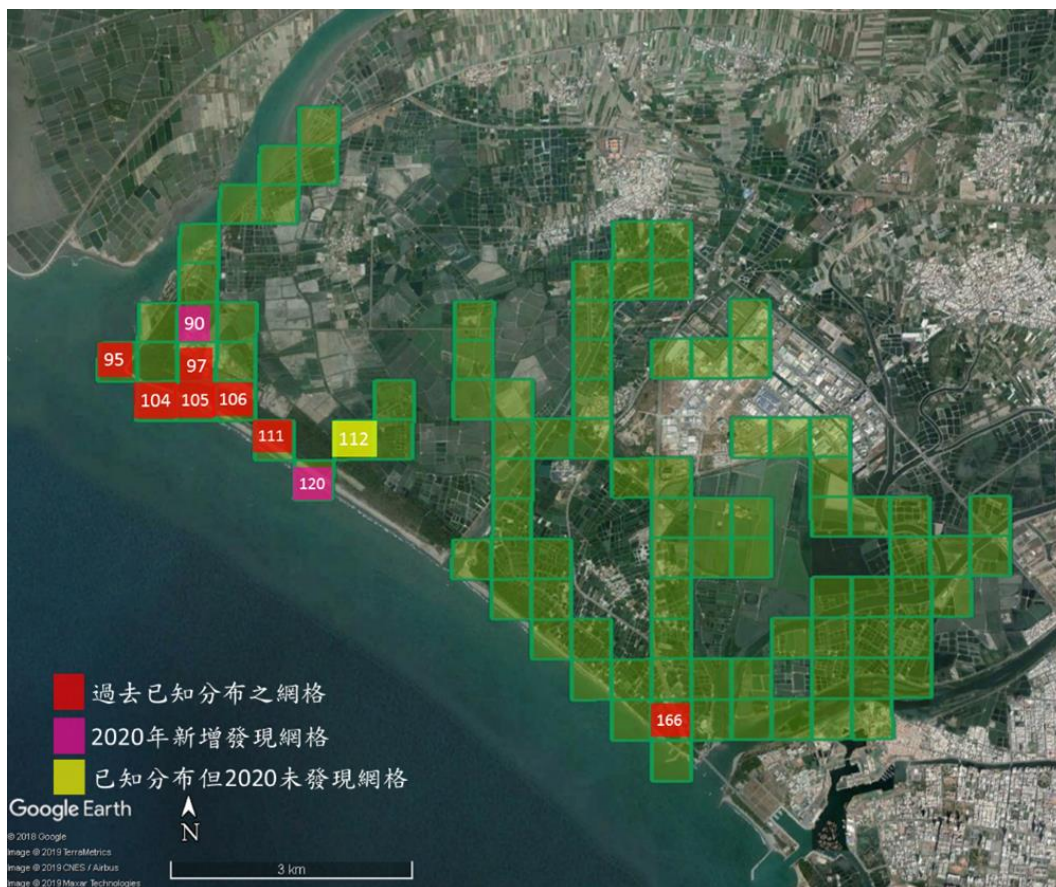 90
95
97
104 105 106
111
112
120
166
過去已知分布之網格
2020年新增發現網格
已知分布但2020未發現網格
Google Earth
N
© 2018 Google
Image © 2019 TerraMetrics
Image © 2019 CNES / Airbus
Image © 2019 Maxar Technologies
3 km